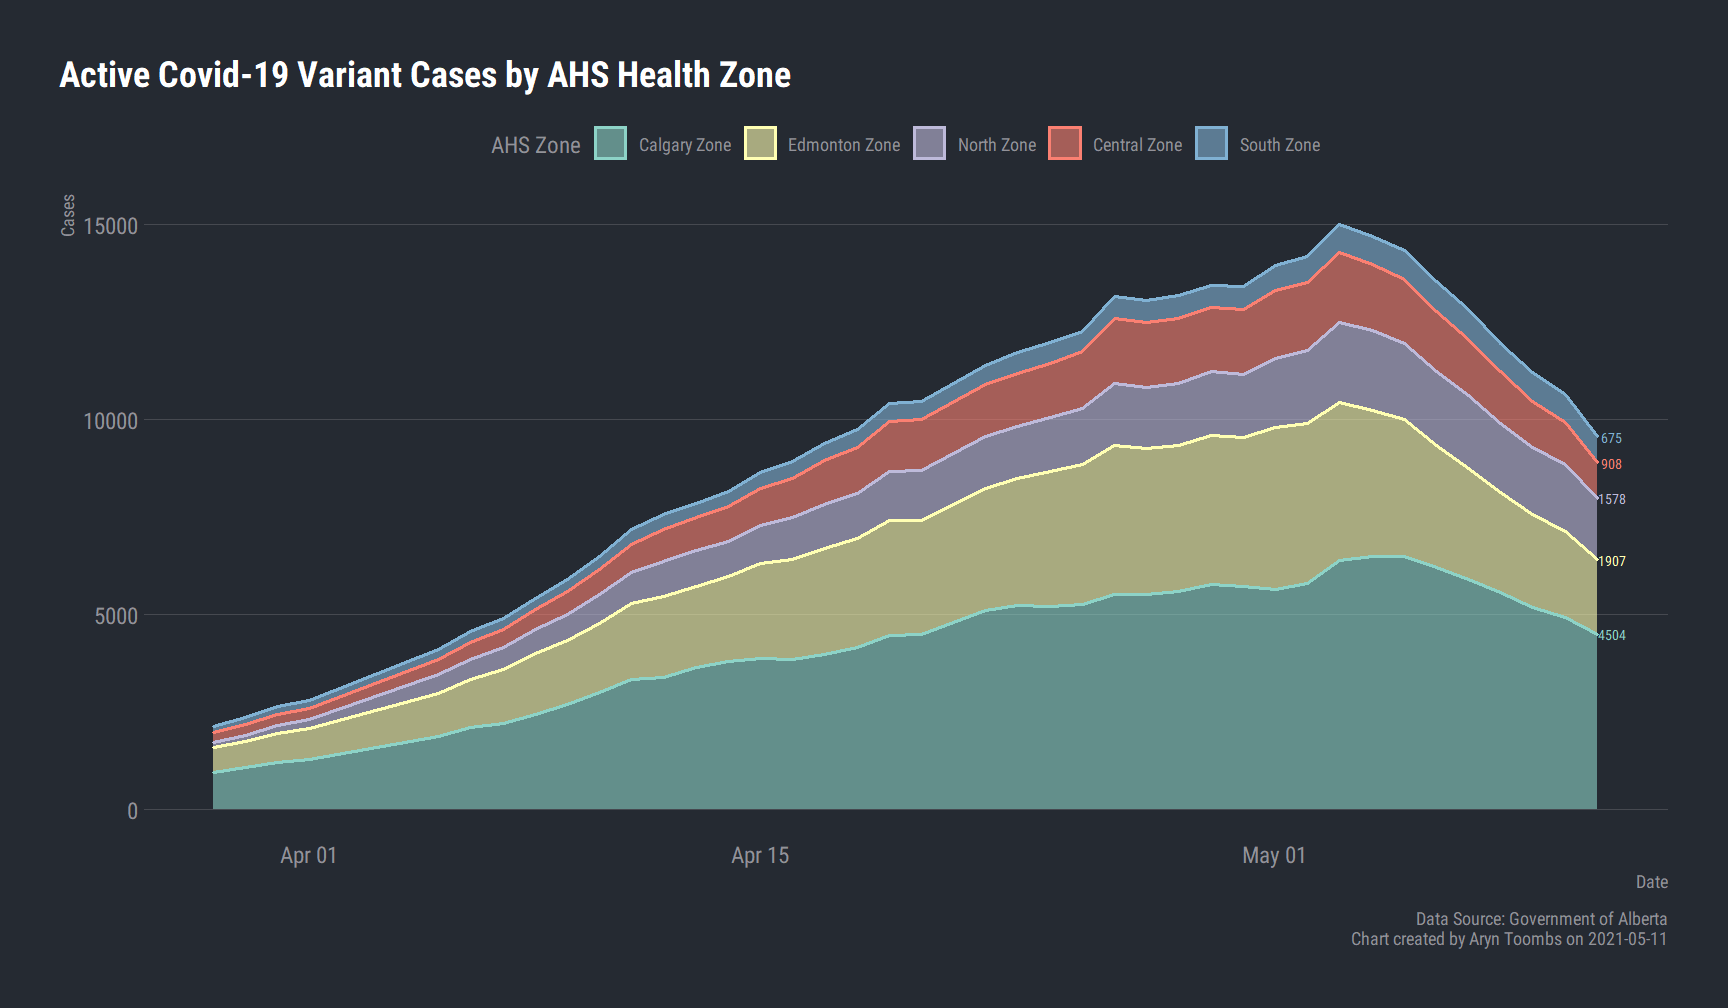 Active Covid-19 Variant Cases by AHS Health Zone
AHS Zone Calgary Zone Edmonton Zone North Zone Central Zone South Zone
Cases
15000
10000
5000
0
675
908
1578
1907
4504
Apr 01 Apr 15 May 01
Date
Data Source: Government of Alberta
Chart created by Aryn Toombs on 2021-05-11